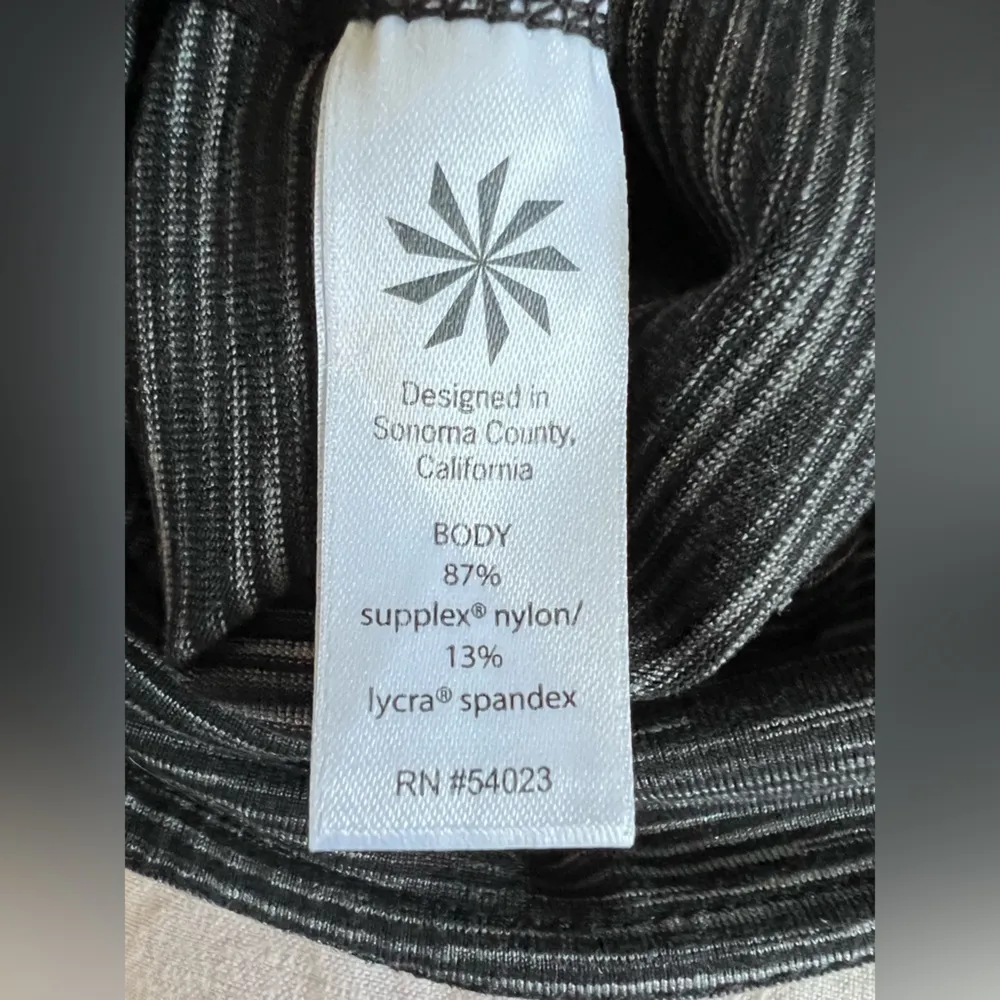 Designed in
Sonoma County,
California
BODY
87%
supplex® nylon/
13%
lycra® spandex
RN #54023